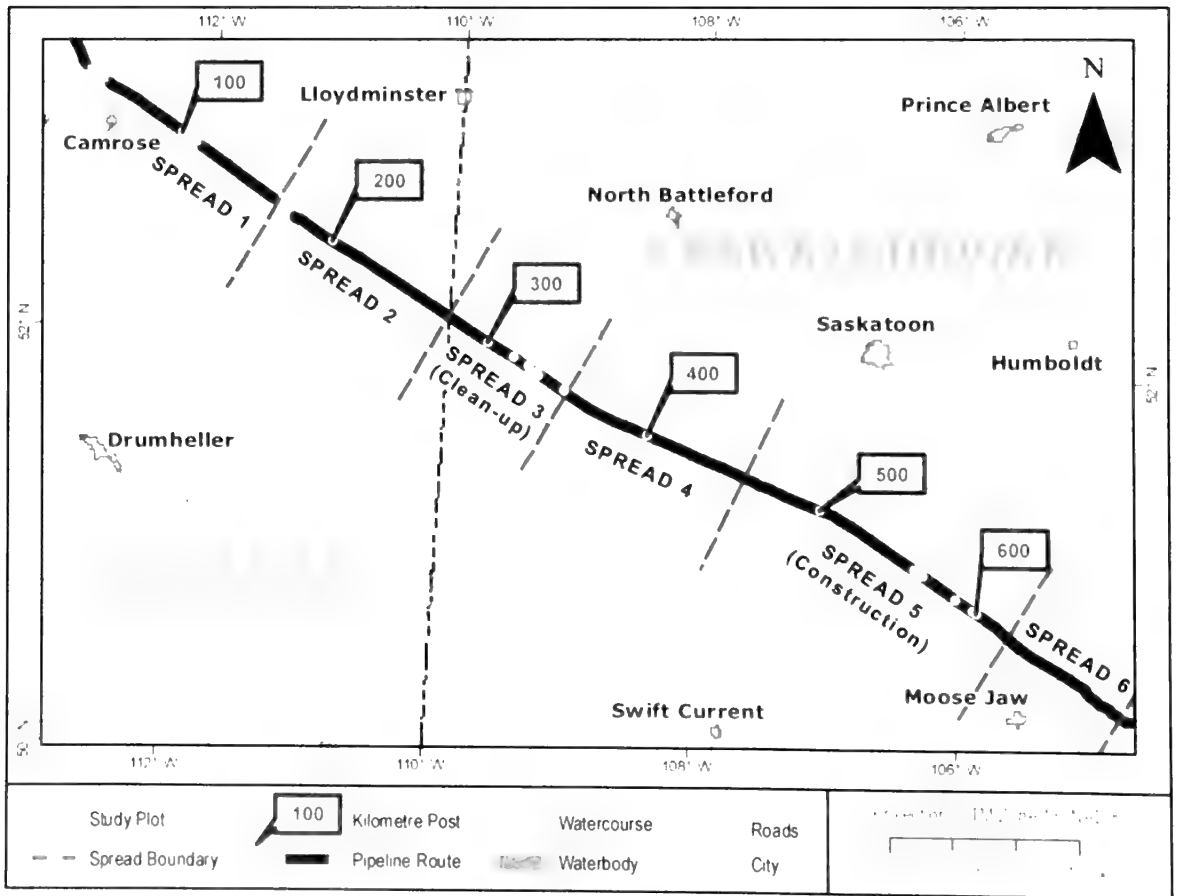 112° W
110° W
108° W
106° W
100
N
Lloydminster
Prince Albert
Camrose
200
SPREAD 1
North Battleford
300
SPREAD 2
52° N
Saskatoon
SPREAD 3
(Clean-up)
400
Humboldt
52° N
Drumheller
SPREAD 4
500
SPREAD 5
(Construction)
600
SPREAD 6
Moose Jaw
Swift Current
112° W
110° W
108° W
106° W
Study Plot
100
Kilometre Post
Watercourse
Roads
Spread Boundary
Pipeline Route
Waterbody
City